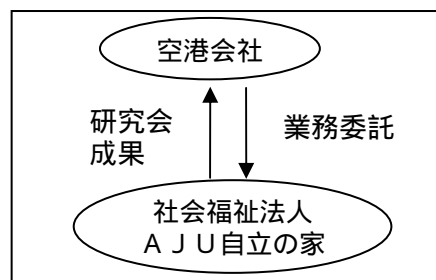 空港会社
研究会
成果
業務委託
社会福祉法人
ＡＪＵ自立の家